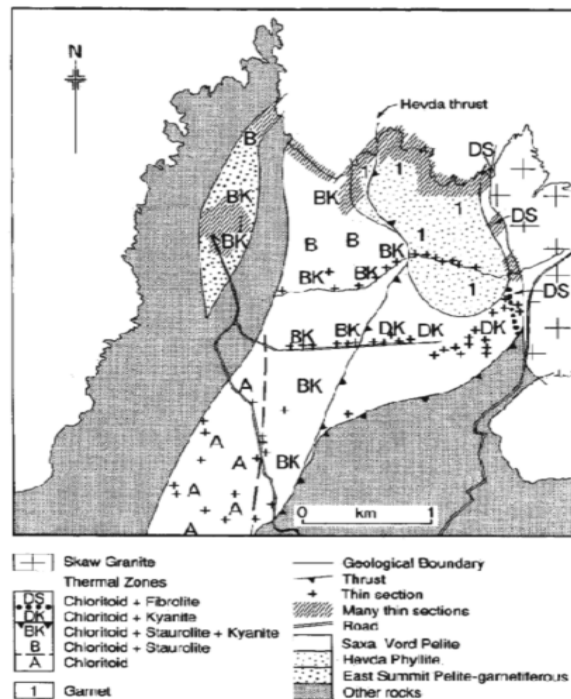 N
Hevda thrust
B
DS
BK
BK
1
1
B
B
DS
BK
BK
1
BK
BK
1
DS
BK
DK
DK
DK
A
BK
A
A
BK
A
A
0 km 1
Skaw Granite
Thermal Zones
DS Chloritoid + Fibrolite
DK Chloritoid + Kyanite
BK Chloritoid + Staurolite + Kyanite
B Chloritoid + Staurolite
A Chloritoid
1 Garnet
Geological Boundary
Thrust
Thin section
Many thin sections
Road
Saxa Vord Pelite
Hevda Phyllite
East Summit Pelite-garnetiferous
Other rocks